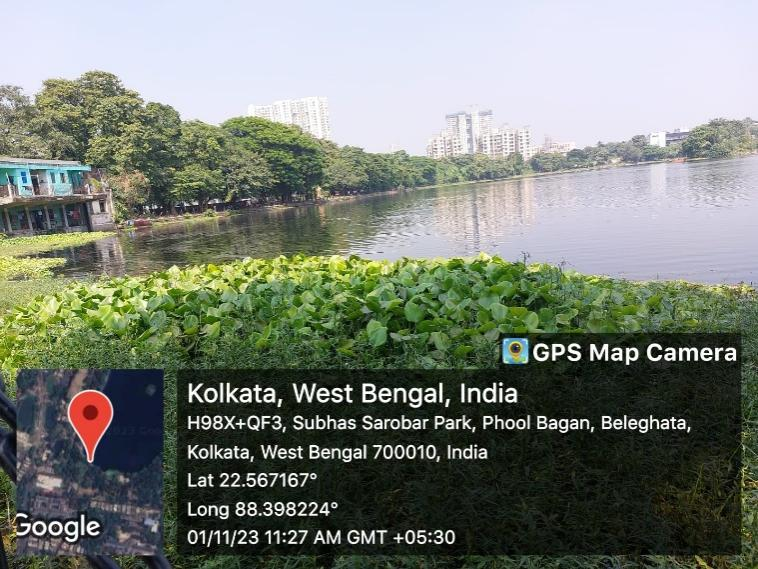 GPS Map Camera
Kolkata, West Bengal, India
H98X+QF3, Subhas Sarobar Park, Phool Bagan, Beleghata,
Kolkata, West Bengal 700010, India
Lat 22.567167°
Long 88.398224°
01/11/23 11:27 AM GMT +05:30
Google